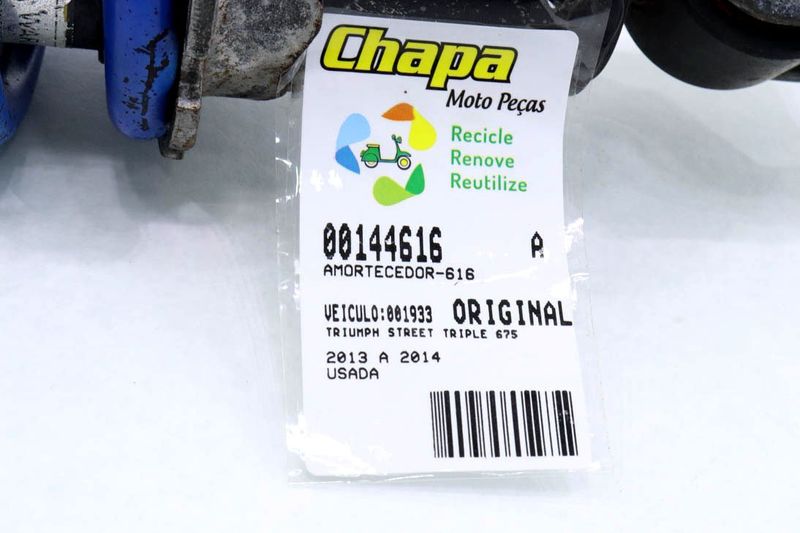 Chapa
Moto Peças
Recicle
Renove
Reutilize
00144616 A
AMORTECEDOR-616
VEICULO:001933 ORIGINAL
TRIUMPH STREET TRIPLE 675
2013 A 2014
USADA